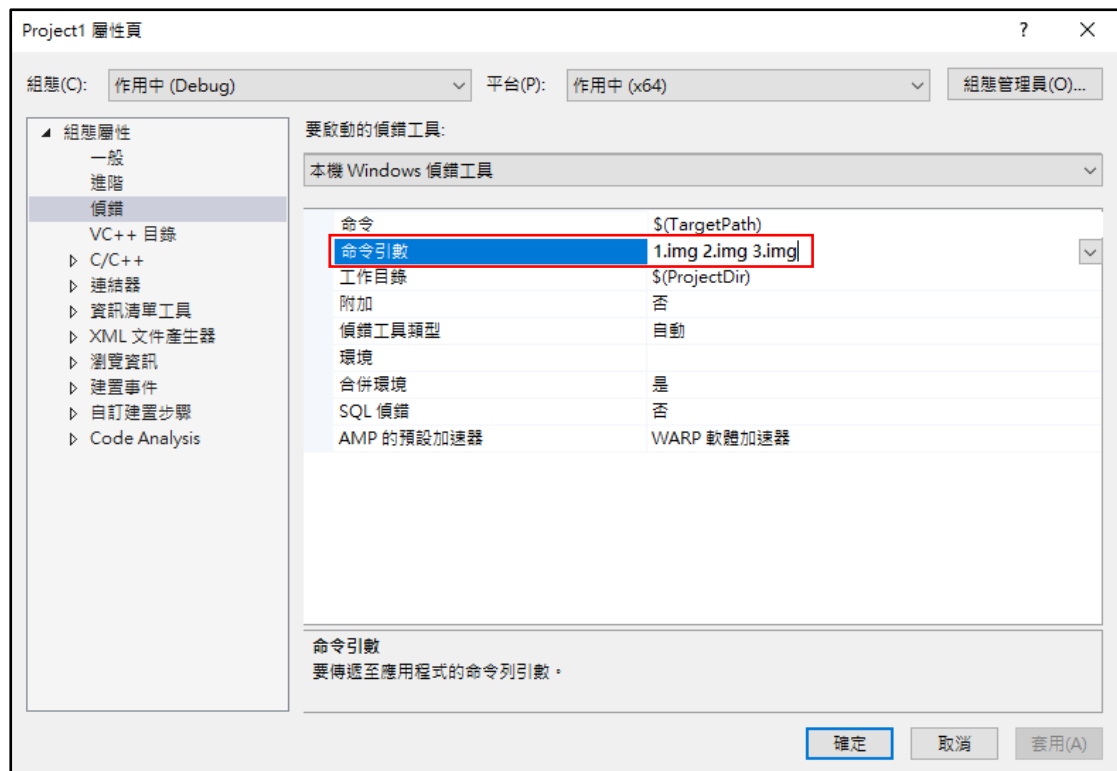 Project1 屬性頁
?
組態(C): 作用中 (Debug) 平台(P): 作用中 (x64) 組態管理員(O)...
組態屬性
一般
進階
偵錯
VC++ 目錄
C/C++
連結器
資訊清單工具
XML 文件產生器
瀏覽資訊
建置事件
自訂建置步驟
Code Analysis
要啟動的偵錯工具:
本機 Windows 偵錯工具
命令 $(TargetPath)
命令引數 1.img 2.img 3.img
工作目錄 $(ProjectDir)
附加 否
偵錯工具類型 自動
環境
合併環境 是
SQL 偵錯 否
AMP 的預設加速器 WARP 軟體加速器
命令引數
要傳遞至應用程式的命令列引數。
確定 取消 套用(A)